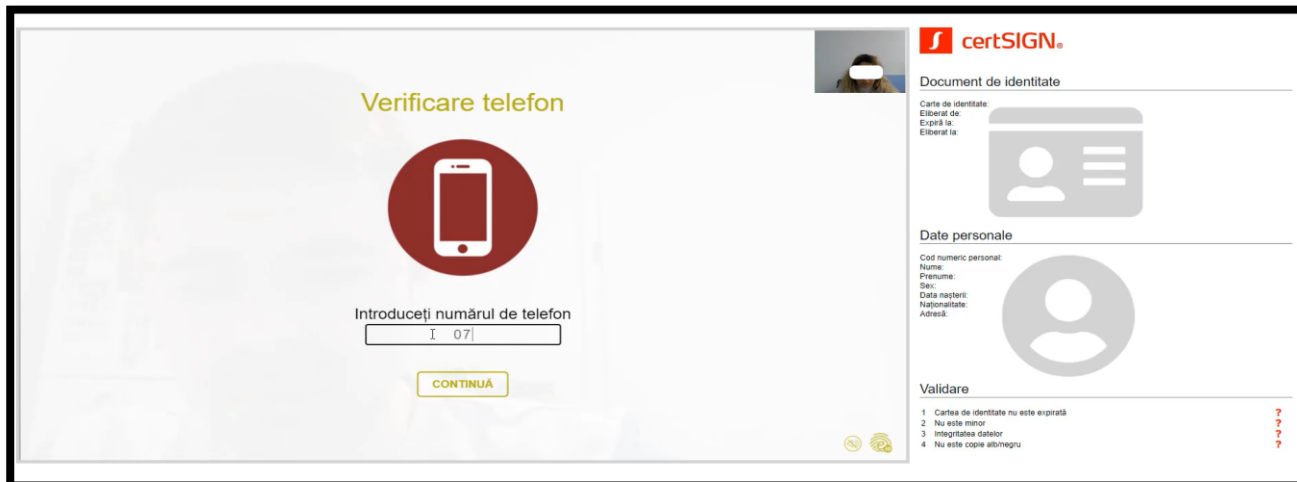 Verificare telefon
Introduceți numărul de telefon
07
CONTINUĂ
certSIGN®
Document de identitate
Carte de identitate:
Eliberat de:
Expiră la:
Eliberat la:
Date personale
Cod numeric personal:
Nume:
Prenume:
Sex:
Data nașterii:
Naționalitate:
Adresă:
Validare
1 Cartea de identitate nu este expirată ?
2 Nu este minor ?
3 Integritatea datelor ?
4 Nu este copie alb/negru ?